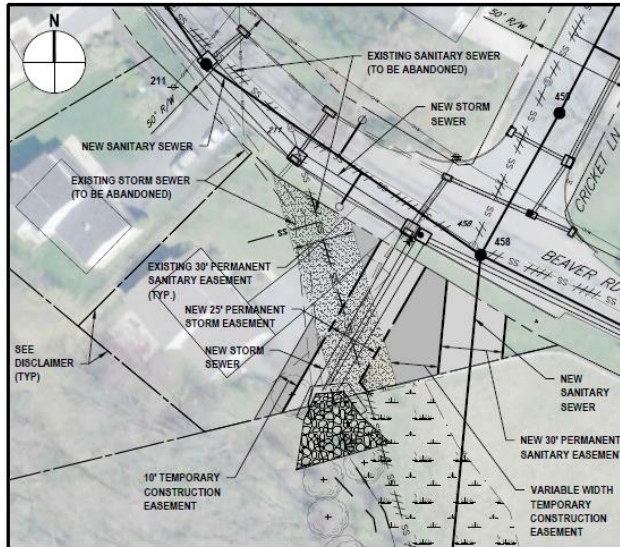 N
50' R/W
EXISTING SANITARY SEWER
(TO BE ABANDONED)
211
50' R/W
NEW STORM
SEWER
459
211
NEW SANITARY SEWER
CRICKET LN
EXISTING STORM SEWER
(TO BE ABANDONED)
SS
458
458
BEAVER RD
EXISTING 30' PERMANENT
SANITARY EASEMENT
(TYP.)
NEW 25' PERMANENT
STORM EASEMENT
SEE
DISCLAIMER
(TYP)
NEW STORM
SEWER
NEW
SANITARY
SEWER
NEW 30' PERMANENT
SANITARY EASEMENT
10' TEMPORARY
CONSTRUCTION
EASEMENT
VARIABLE WIDTH
TEMPORARY
CONSTRUCTION
EASEMENT